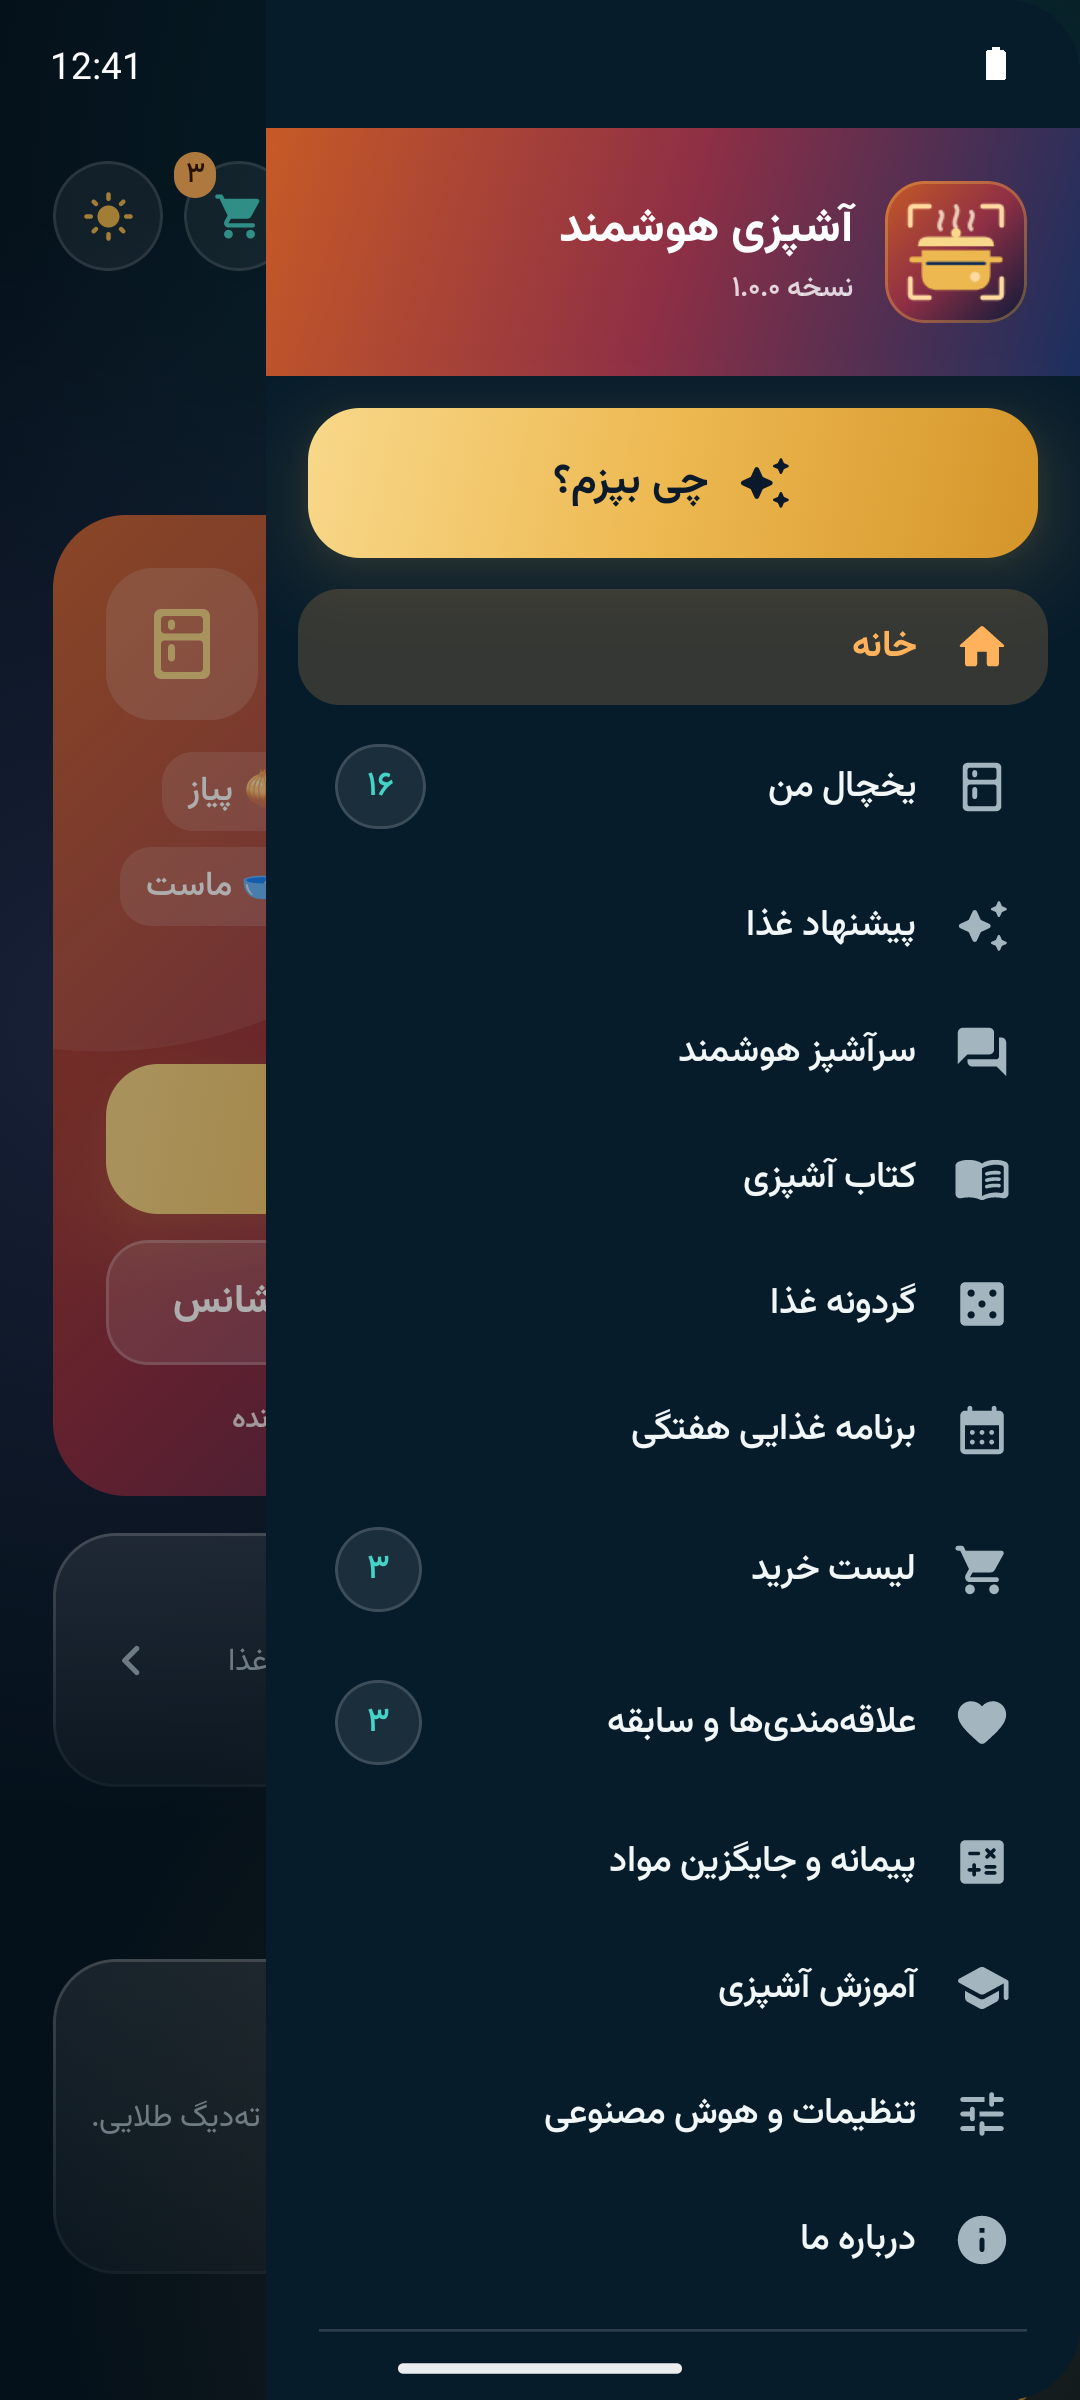 12:41
۳
آشپزی هوشمند
نسخه ۱.۰.۰
چی بپزم؟
خانه
یخچال من
۱۶
پیشنهاد غذا
سرآشپز هوشمند
کتاب آشپزی
گردونه غذا
برنامه غذایی هفتگی
لیست خرید
۳
علاقه‌مندی‌ها و سابقه
۳
پیمانه و جایگزین مواد
آموزش آشپزی
تنظیمات و هوش مصنوعی
درباره ما
پیاز
ماست
شانس
غذا
ته‌دیگ طلایی.